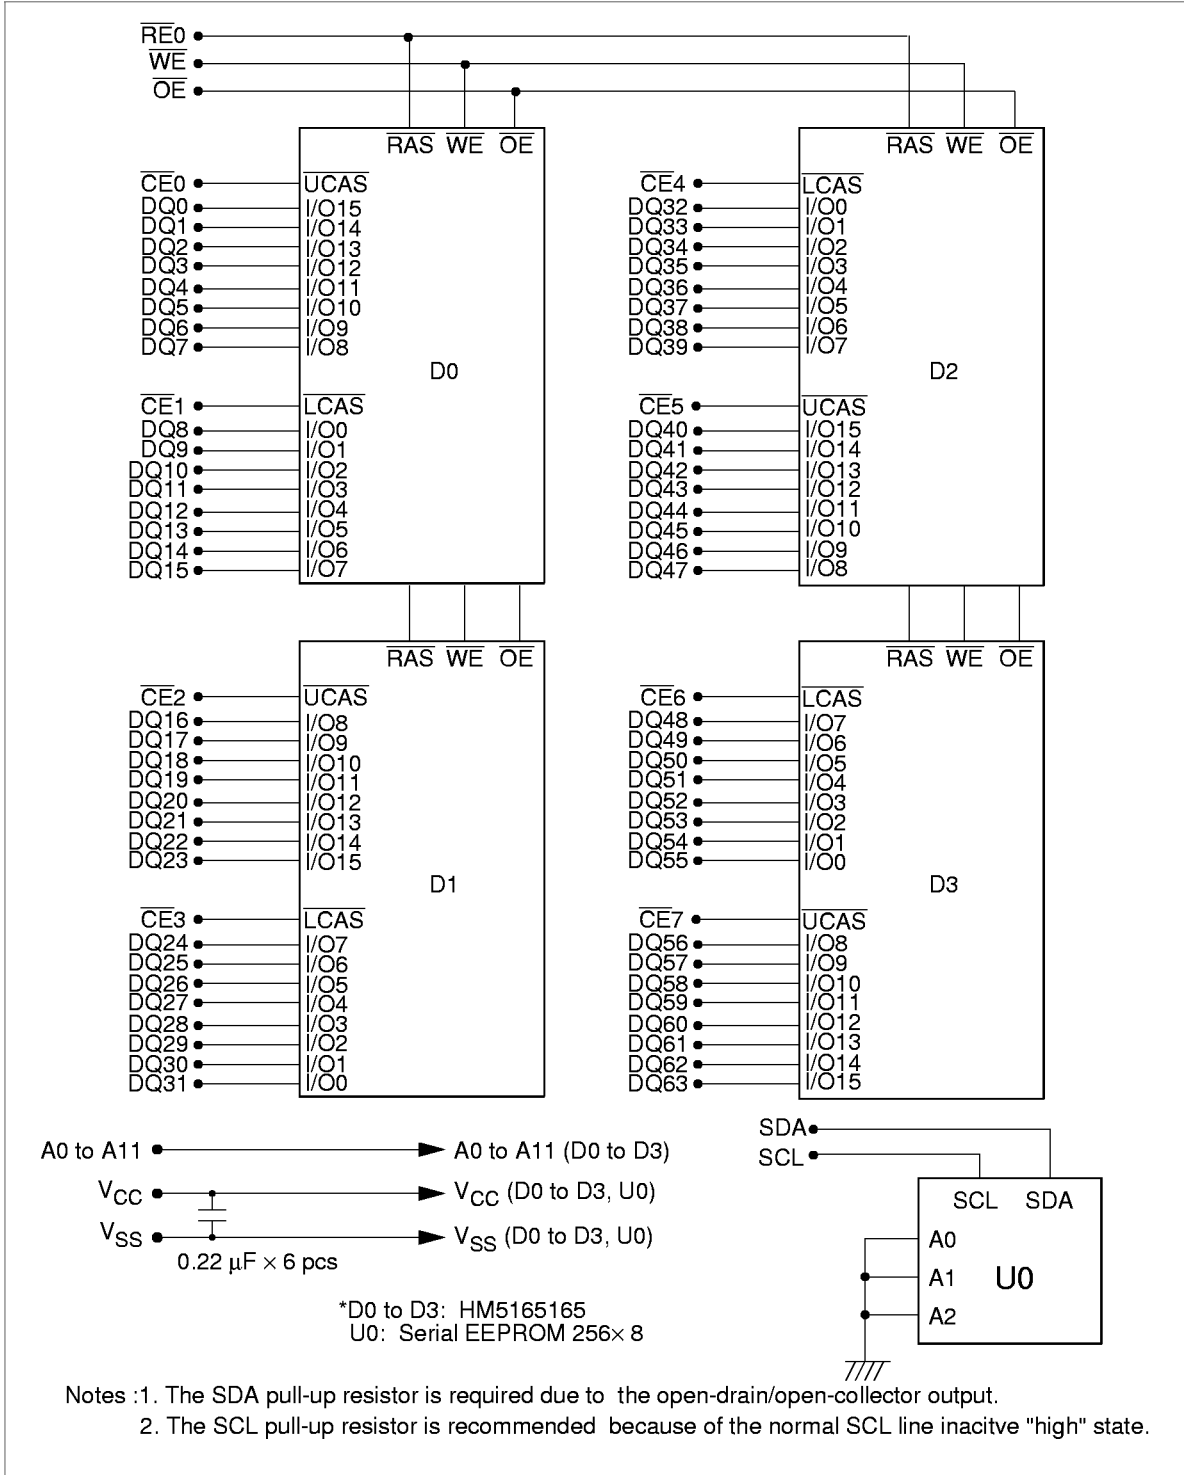 RE0
WE
OE
RAS WE OE
CE0 UCAS
DQ0 I/O15
DQ1 I/O14
DQ2 I/O13
DQ3 I/O12
DQ4 I/O11
DQ5 I/O10
DQ6 I/O9
DQ7 I/O8
D0
CE1 LCAS
DQ8 I/O0
DQ9 I/O1
DQ10 I/O2
DQ11 I/O3
DQ12 I/O4
DQ13 I/O5
DQ14 I/O6
DQ15 I/O7
RAS WE OE
CE4 LCAS
DQ32 I/O0
DQ33 I/O1
DQ34 I/O2
DQ35 I/O3
DQ36 I/O4
DQ37 I/O5
DQ38 I/O6
DQ39 I/O7
D2
CE5 UCAS
DQ40 I/O15
DQ41 I/O14
DQ42 I/O13
DQ43 I/O12
DQ44 I/O11
DQ45 I/O10
DQ46 I/O9
DQ47 I/O8
RAS WE OE
CE2 UCAS
DQ16 I/O8
DQ17 I/O9
DQ18 I/O10
DQ19 I/O11
DQ20 I/O12
DQ21 I/O13
DQ22 I/O14
DQ23 I/O15
D1
CE3 LCAS
DQ24 I/O7
DQ25 I/O6
DQ26 I/O5
DQ27 I/O4
DQ28 I/O3
DQ29 I/O2
DQ30 I/O1
DQ31 I/O0
RAS WE OE
CE6 LCAS
DQ48 I/O7
DQ49 I/O6
DQ50 I/O5
DQ51 I/O4
DQ52 I/O3
DQ53 I/O2
DQ54 I/O1
DQ55 I/O0
D3
CE7 UCAS
DQ56 I/O8
DQ57 I/O9
DQ58 I/O10
DQ59 I/O11
DQ60 I/O12
DQ61 I/O13
DQ62 I/O14
DQ63 I/O15
A0 to A11 A0 to A11 (D0 to D3)
VCC VCC (D0 to D3, U0)
VSS VSS (D0 to D3, U0)
0.22 μF × 6 pcs
SDA
SCL
SCL SDA
A0
A1 U0
A2
*D0 to D3: HM5165165
U0: Serial EEPROM 256× 8
Notes :1. The SDA pull-up resistor is required due to the open-drain/open-collector output.
2. The SCL pull-up resistor is recommended because of the normal SCL line inacitve "high" state.